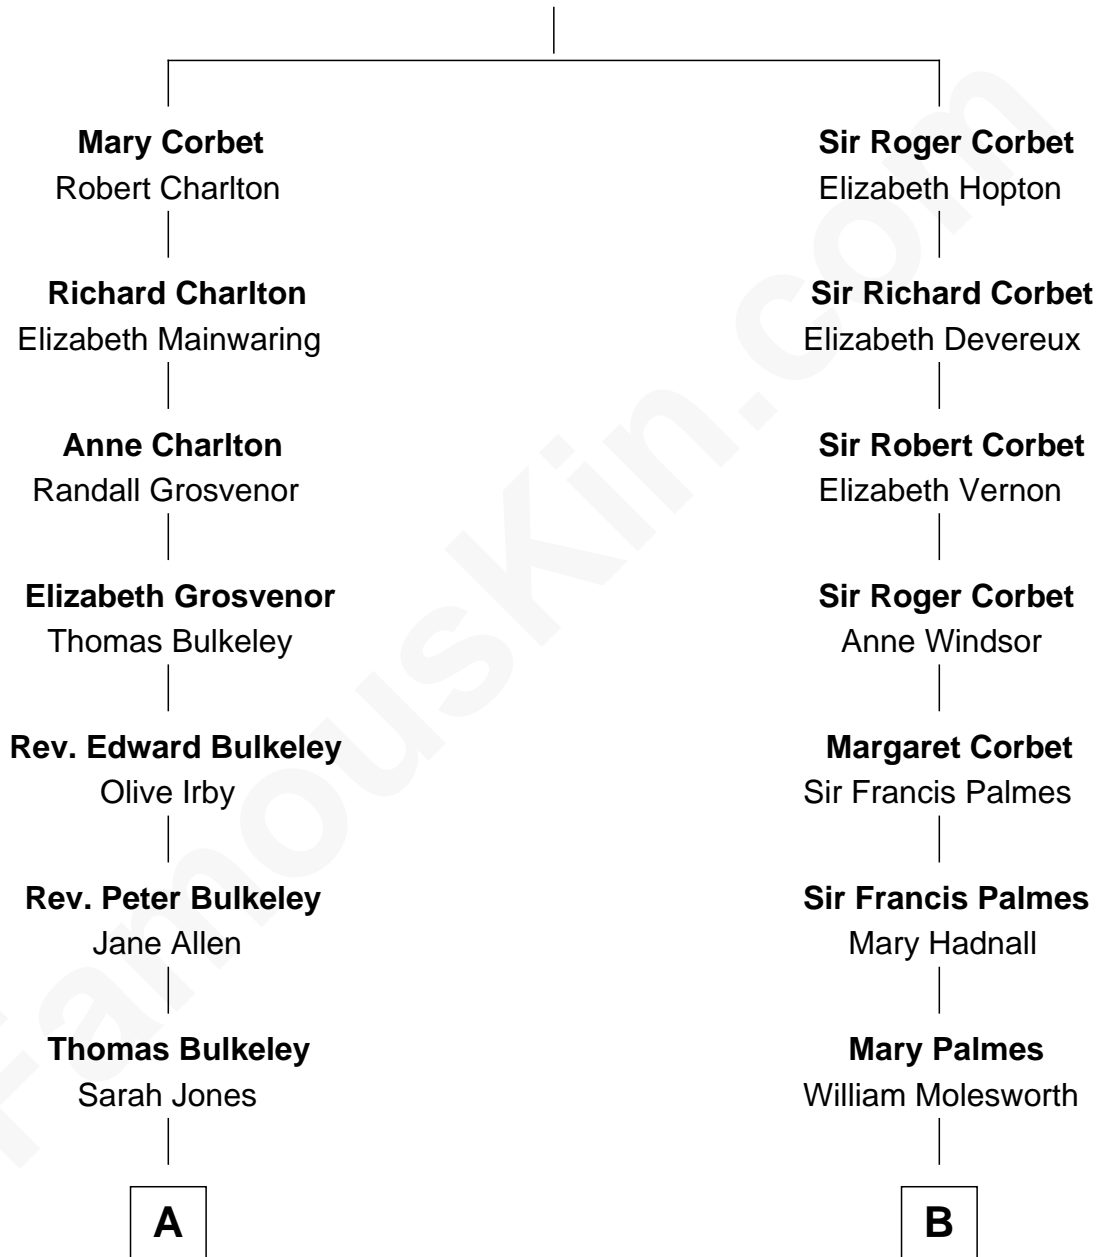 Mary Corbet
Robert Charlton
Richard Charlton
Elizabeth Mainwaring
Anne Charlton
Randall Grosvenor
Elizabeth Grosvenor
Thomas Bulkeley
Rev. Edward Bulkeley
Olive Irby
Rev. Peter Bulkeley
Jane Allen
Thomas Bulkeley
Sarah Jones
A
Sir Roger Corbet
Elizabeth Hopton
Sir Richard Corbet
Elizabeth Devereux
Sir Robert Corbet
Elizabeth Vernon
Sir Roger Corbet
Anne Windsor
Margaret Corbet
Sir Francis Palmes
Sir Francis Palmes
Mary Hadnall
Mary Palmes
William Molesworth
B
FamousKin.com